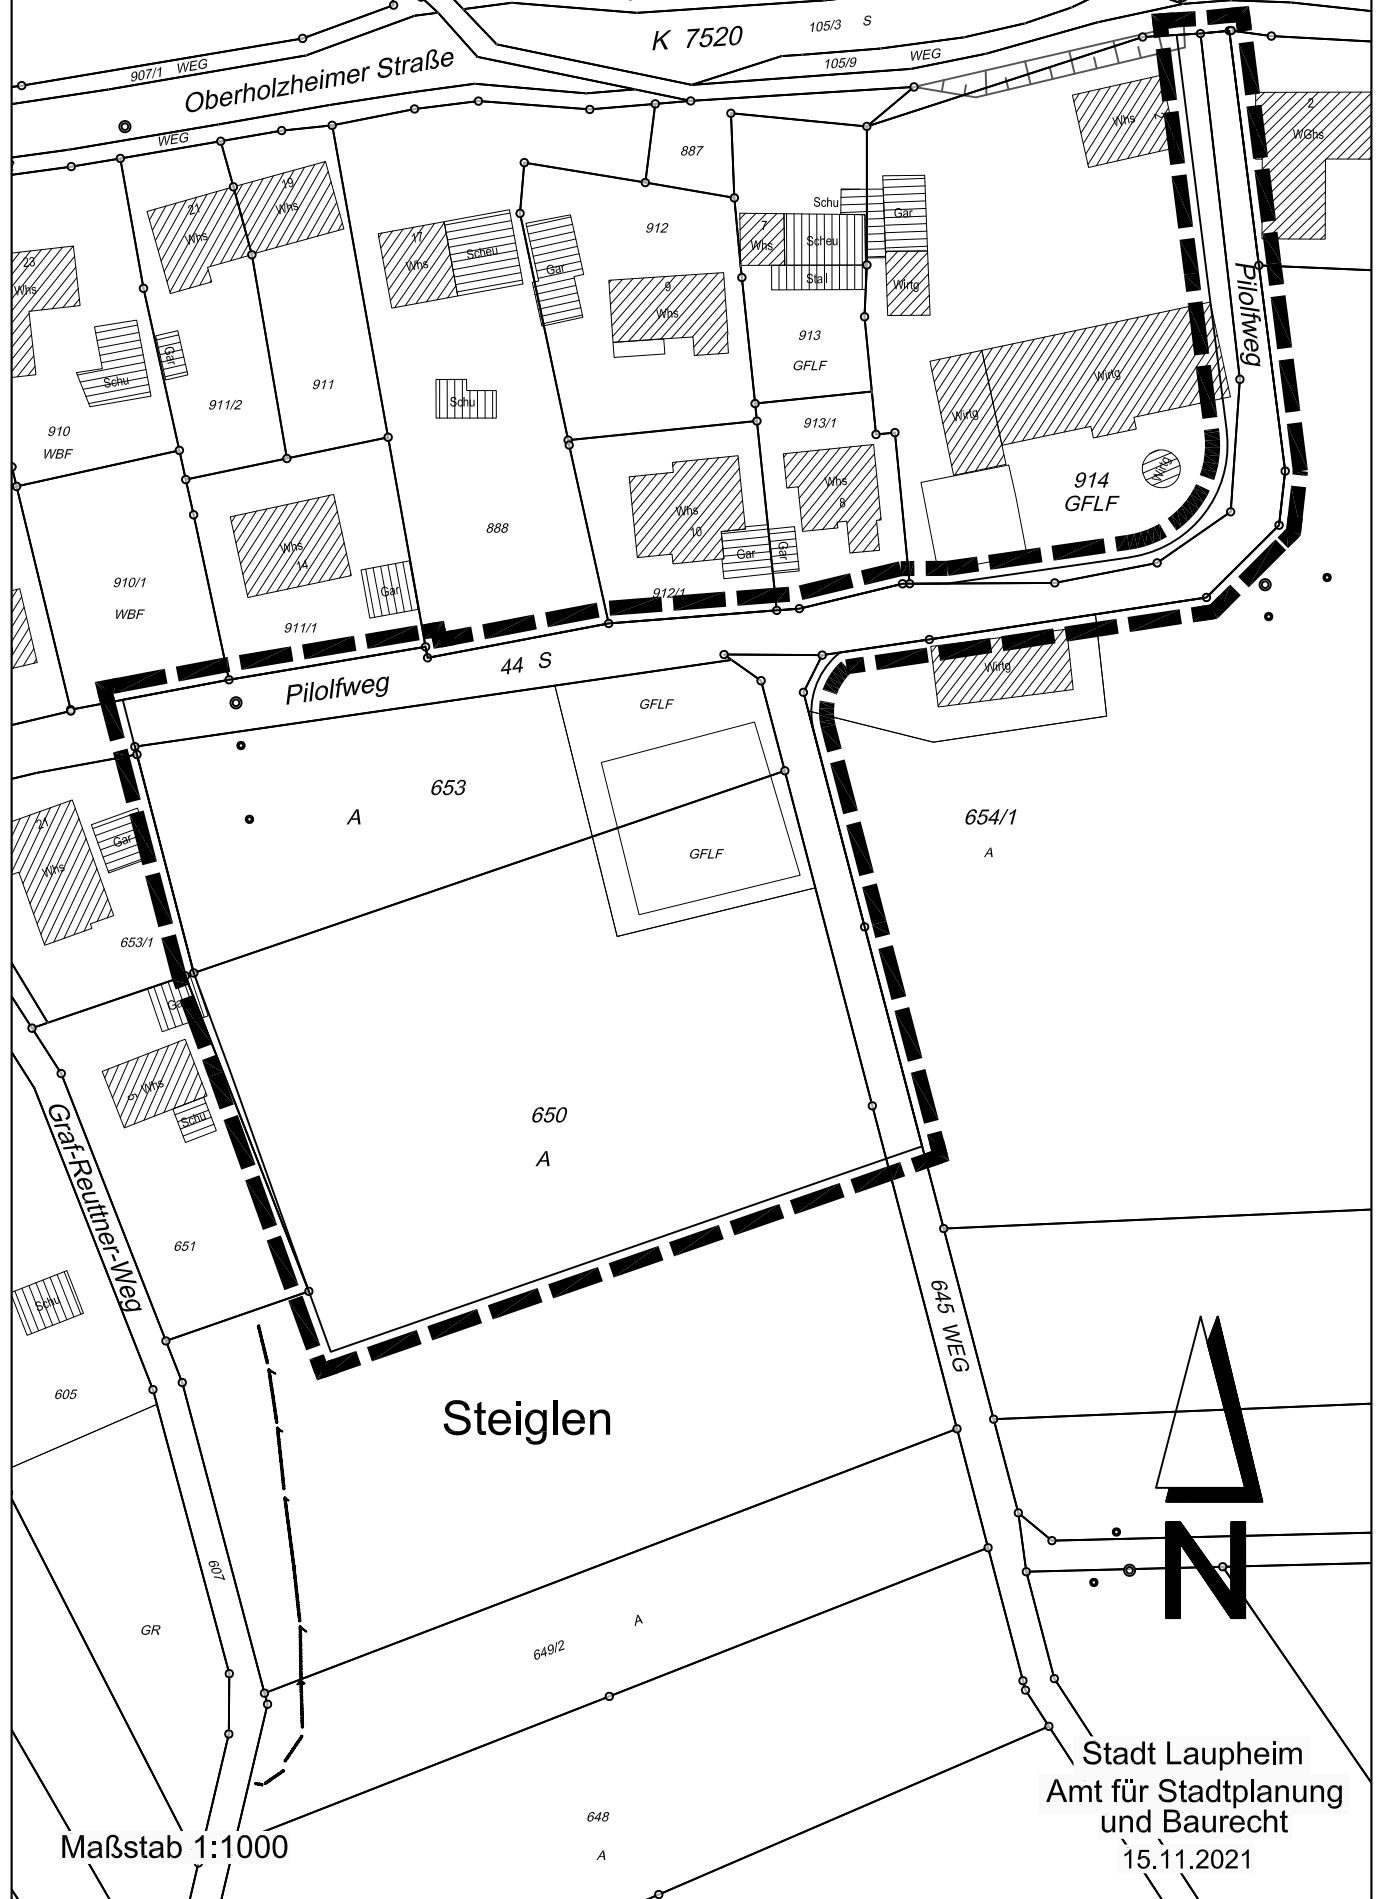 K 7520
105/3 S
907/1 WEG
105/9
WEG
Oberholzheimer Straße
WEG
887
Whs
2
2
WGhs
21
Whs
19
Whs
17
Whs
Scheu
Gar
912
9
Whs
7
Whs
Schu
Scheu
Stall
Gar
Wirtg
23
Whs
Gar
Schu
911/2
911
Schu
913
GFLF
Pilolfweg
910
WBF
913/1
Wirtg
Wirtg
Wirtg
914
GFLF
Whs
8
Whs
10
Gar
Gar
888
Whs
14
Gar
910/1
WBF
911/1
912/1
44 S
Pilolfweg
Wirtg
GFLF
653
A
GFLF
654/1
A
21
Whs
Gar
653/1
Gar
5 Whs
Schu
650
A
Graf-Reuttner-Weg
651
Schu
605
645 WEG
Steiglen
N
607
GR
649/2
A
648
A
Stadt Laupheim
Amt für Stadtplanung
und Baurecht
15.11.2021
Maßstab 1:1000